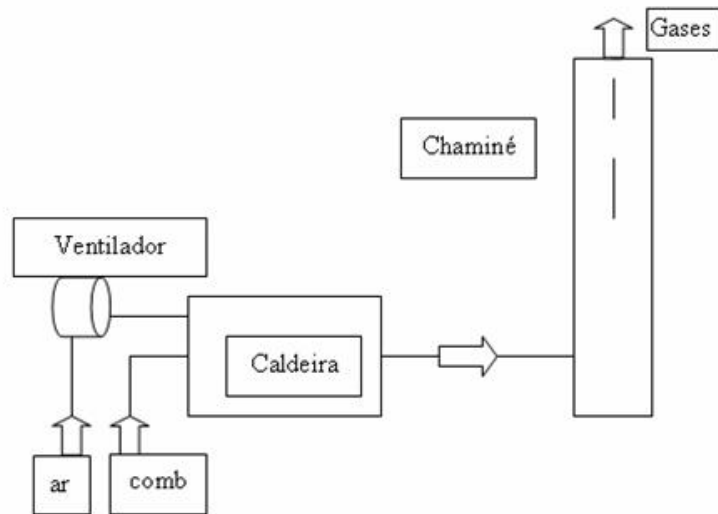 Gases
Chaminé
Ventilador
Caldeira
ar
comb